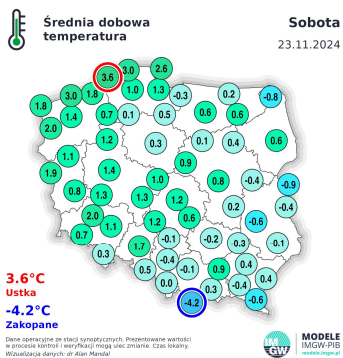 Średnia dobowa
temperatura
Sobota
23.11.2024
3.6 3.0 2.6
1.8 3.0 1.8 1.0 1.3 -0.3 0.2 -0.8
1.4 0.7 0.1 0.5 0.6 0.6
2.0 1.2 0.3 0.1 0.4 0.6
1.1 0.9
1.9 1.4 1.0 0.8 -0.4 -0.9
0.8 1.3 1.3 1.2 0.2 -0.4
2.0 1.1 1.2 0.6 -0.6
0.7 1.7 -0.1 -0.2 -0.3 -0.1
0.3 0.5 -0.4 -0.1 0.9 0.4
0.0 0.3 -0.4 0.4
-4.2 -0.6
3.6°C
Ustka
-4.2°C
Zakopane
Dane operacyjne ze stacji synoptycznych. Prezentowane wartości
w procesie kontroli i weryfikacji mogą ulec zmianie. Czas lokalny.
Wizualizacja danych: dr Alan Mandal
IM
GW
MODELE
IMGW-PIB
modele.imgw.pl